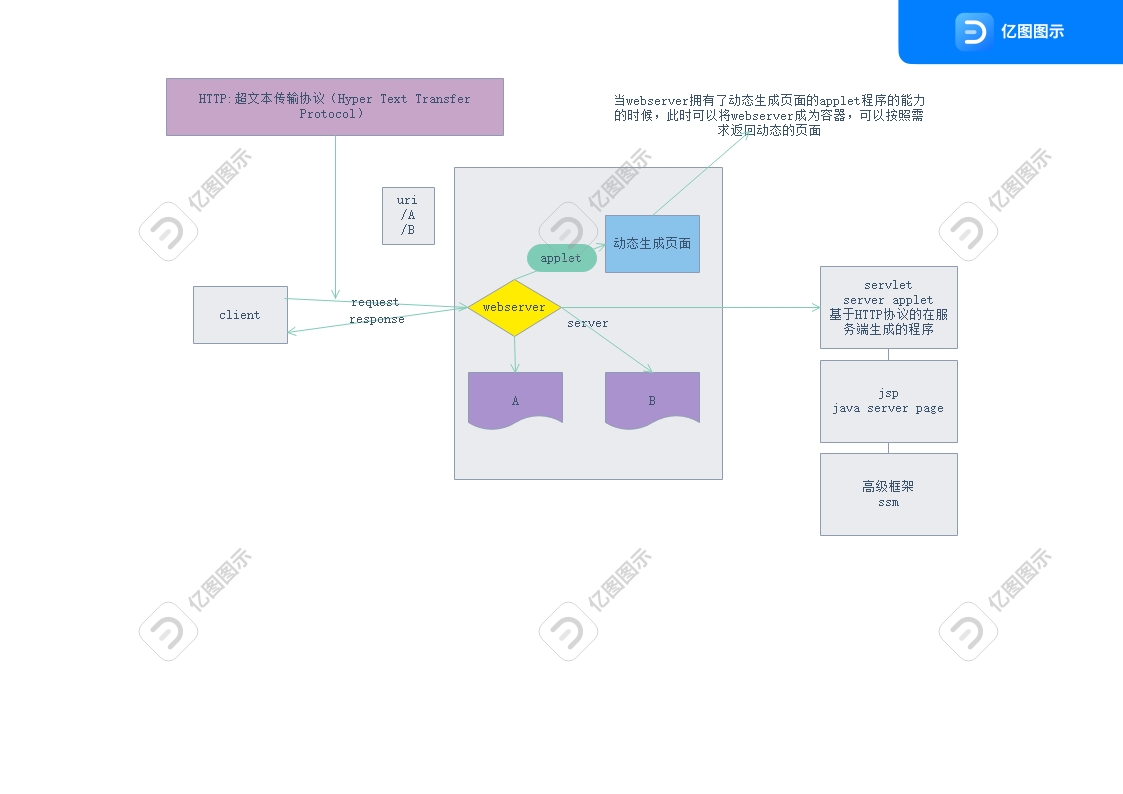 亿图图示
HTTP:超文本传输协议（Hyper Text Transfer
Protocol）
当webserver拥有了动态生成页面的applet程序的能力
的时候，此时可以将webserver成为容器，可以按照需
求返回动态的页面
亿图图示
亿图图示
亿图图示
uri
/A
/B
动态生成页面
applet
client
request
response
webserver
server
servlet
server applet
基于HTTP协议的在服
务端生成的程序
A
B
jsp
java server page
高级框架
ssm
亿图图示
亿图图示
亿图图示